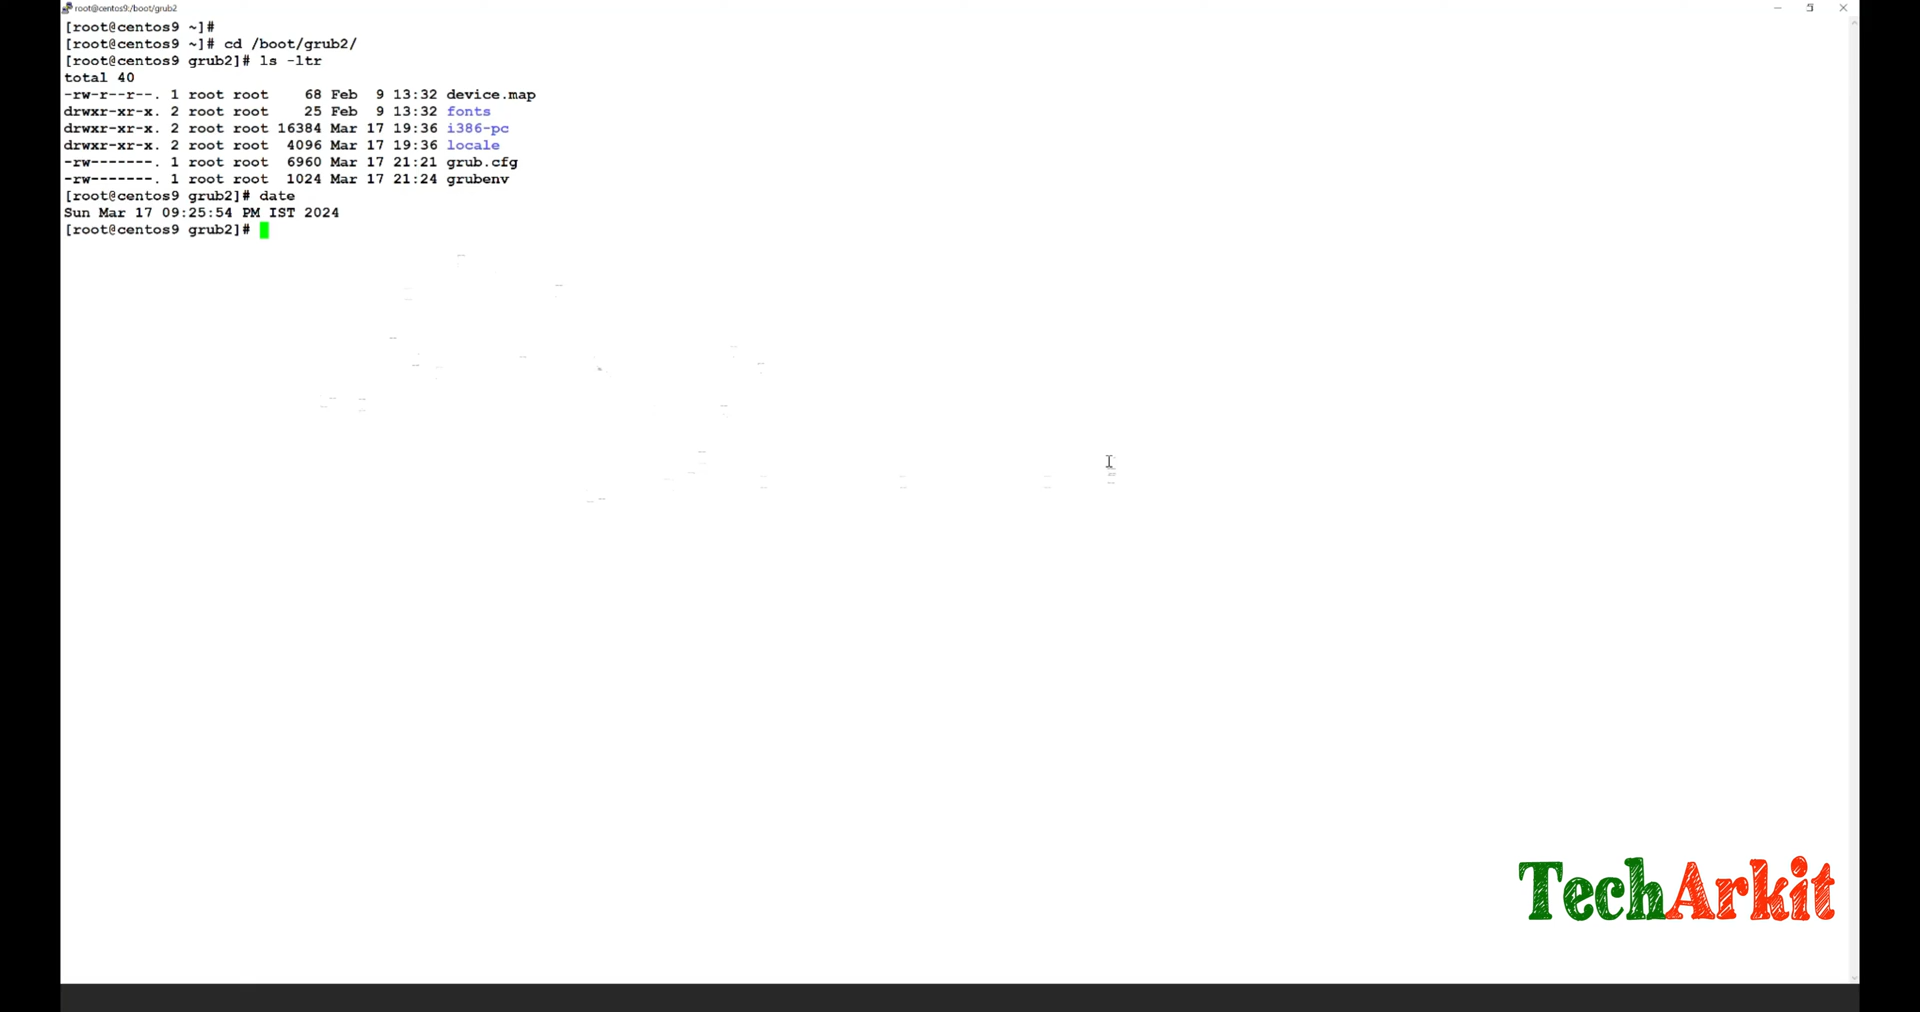 root@centos9:/boot/grub2
[root@centos9 ~]#
[root@centos9 ~]# cd /boot/grub2/
[root@centos9 grub2]# ls -ltr
total 40
-rw-r--r--. 1 root root    68 Feb  9 13:32 device.map
drwxr-xr-x. 2 root root    25 Feb  9 13:32 fonts
drwxr-xr-x. 2 root root 16384 Mar 17 19:36 i386-pc
drwxr-xr-x. 2 root root  4096 Mar 17 19:36 locale
-rw-------. 1 root root  6960 Mar 17 21:21 grub.cfg
-rw-------. 1 root root  1024 Mar 17 21:24 grubenv
[root@centos9 grub2]# date
Sun Mar 17 09:25:54 PM IST 2024
[root@centos9 grub2]#
TechArkit